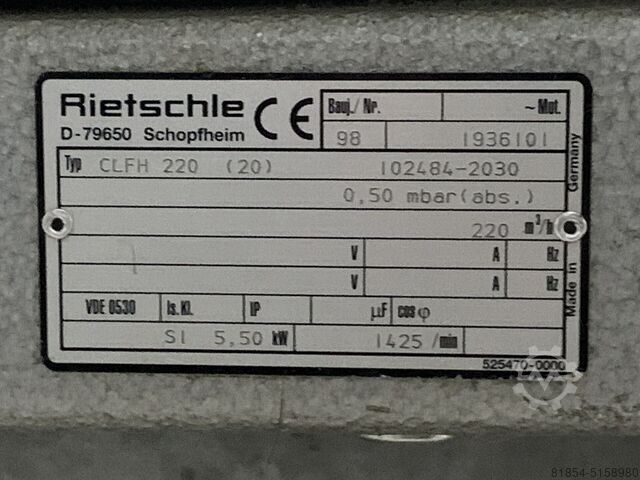 Rietschle CE
D-79650 Schopfheim
Bauj./ Nr. ~Mot.
98 1936101
Typ CLFH 220 (20) 102484-2030
0,50 mbar(abs.)
220 m³/h
V A Hz
V A Hz
VDE 0530 Is. Kl. IP µF cos φ
S1 5,50 kW 1425 /min
525470-0000
Made in Germany
81854-5158980